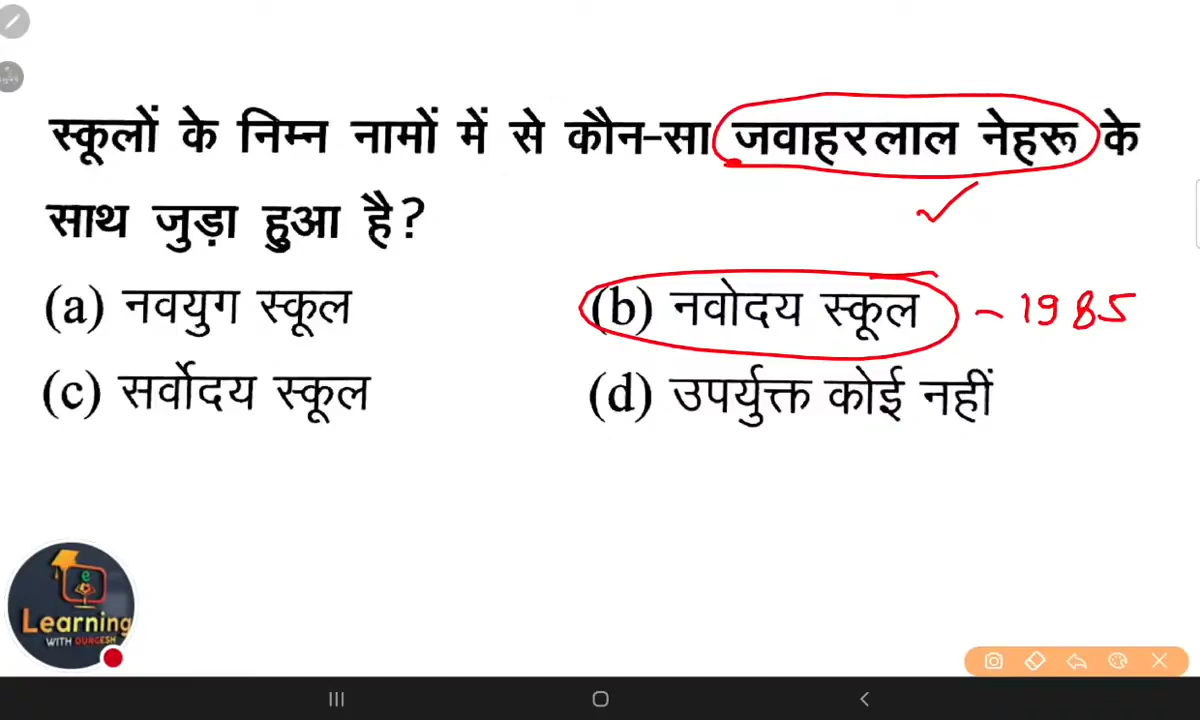 स्कूलों के निम्न नामों में से कौन-सा जवाहरलाल नेहरू के
साथ जुड़ा हुआ है?
(a) नवयुग स्कूल
(b) नवोदय स्कूल - 1985
(c) सर्वोदय स्कूल
(d) उपर्युक्त कोई नहीं
e
Learning
WITH DURGESH